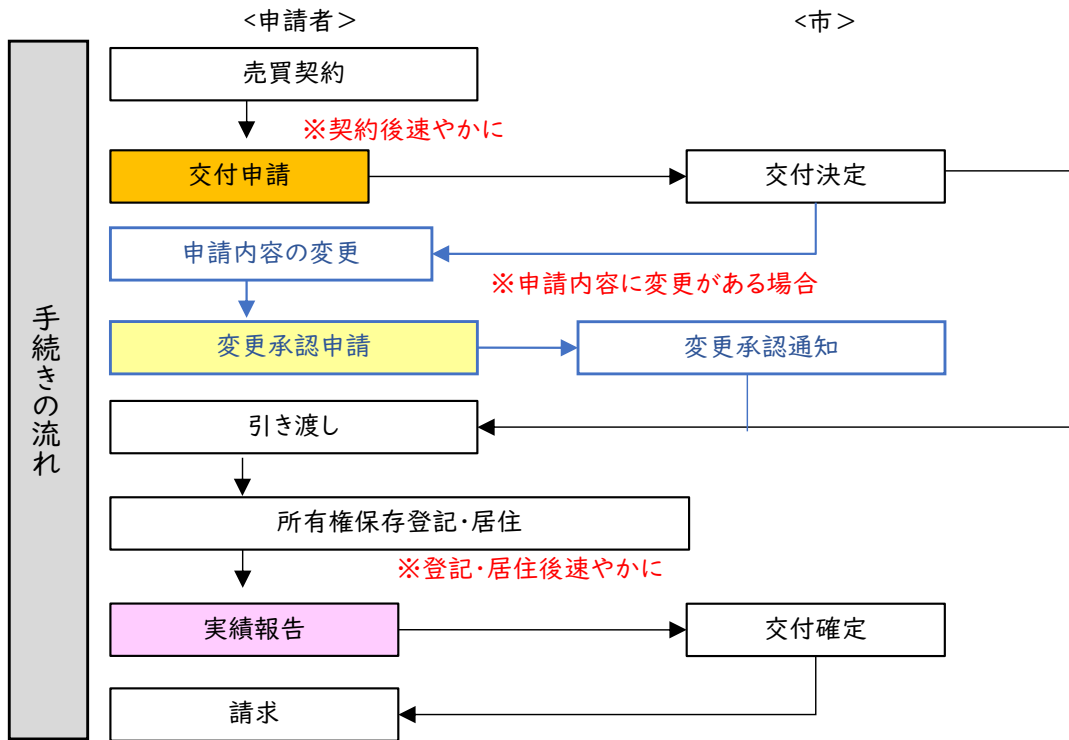 <申請者>
<市>
手続きの流れ
売買契約
※契約後速やかに
交付申請
交付決定
申請内容の変更
※申請内容に変更がある場合
変更承認申請
変更承認通知
引き渡し
所有権保存登記・居住
※登記・居住後速やかに
実績報告
交付確定
請求